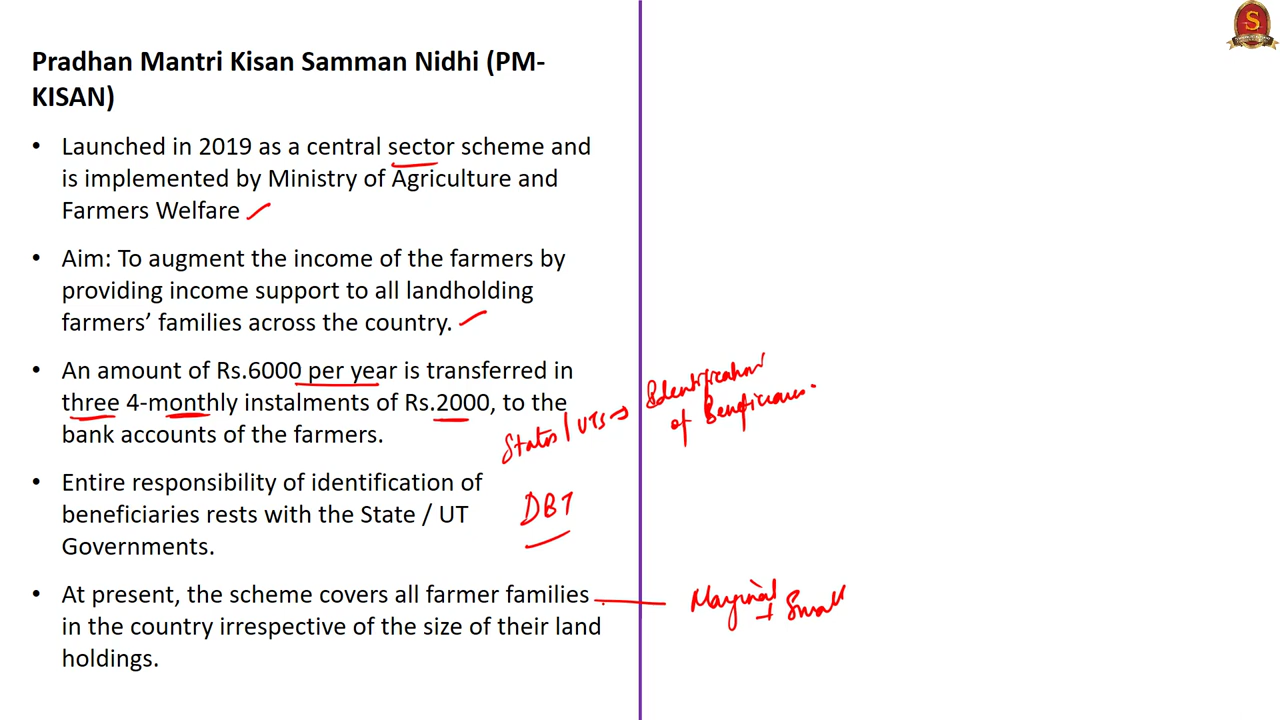 Pradhan Mantri Kisan Samman Nidhi (PM-
KISAN)
• Launched in 2019 as a central sector scheme and
is implemented by Ministry of Agriculture and
Farmers Welfare
• Aim: To augment the income of the farmers by
providing income support to all landholding
farmers’ families across the country.
• An amount of Rs.6000 per year is transferred in
three 4-monthly instalments of Rs.2000, to the
bank accounts of the farmers.
States / UTs → Identification
of Beneficiaries.
• Entire responsibility of identification of
beneficiaries rests with the State / UT
Governments.
DBT
• At present, the scheme covers all farmer families
in the country irrespective of the size of their land
holdings.
Marginal + Small
S